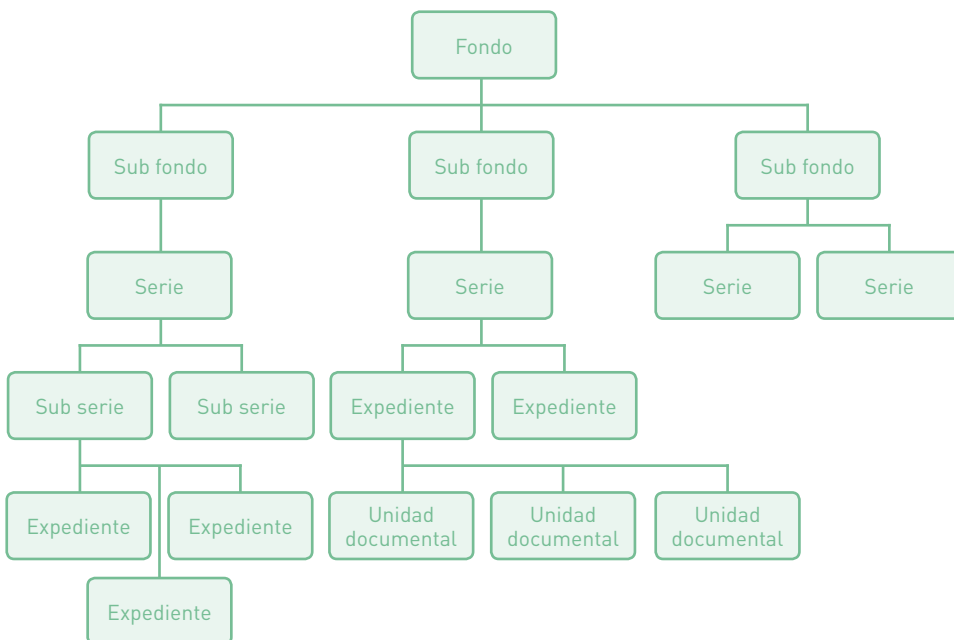 Fondo
Sub fondo
Sub fondo
Sub fondo
Serie
Serie
Serie
Serie
Sub serie
Sub serie
Expediente
Expediente
Expediente
Expediente
Unidad
documental
Unidad
documental
Unidad
documental
Expediente